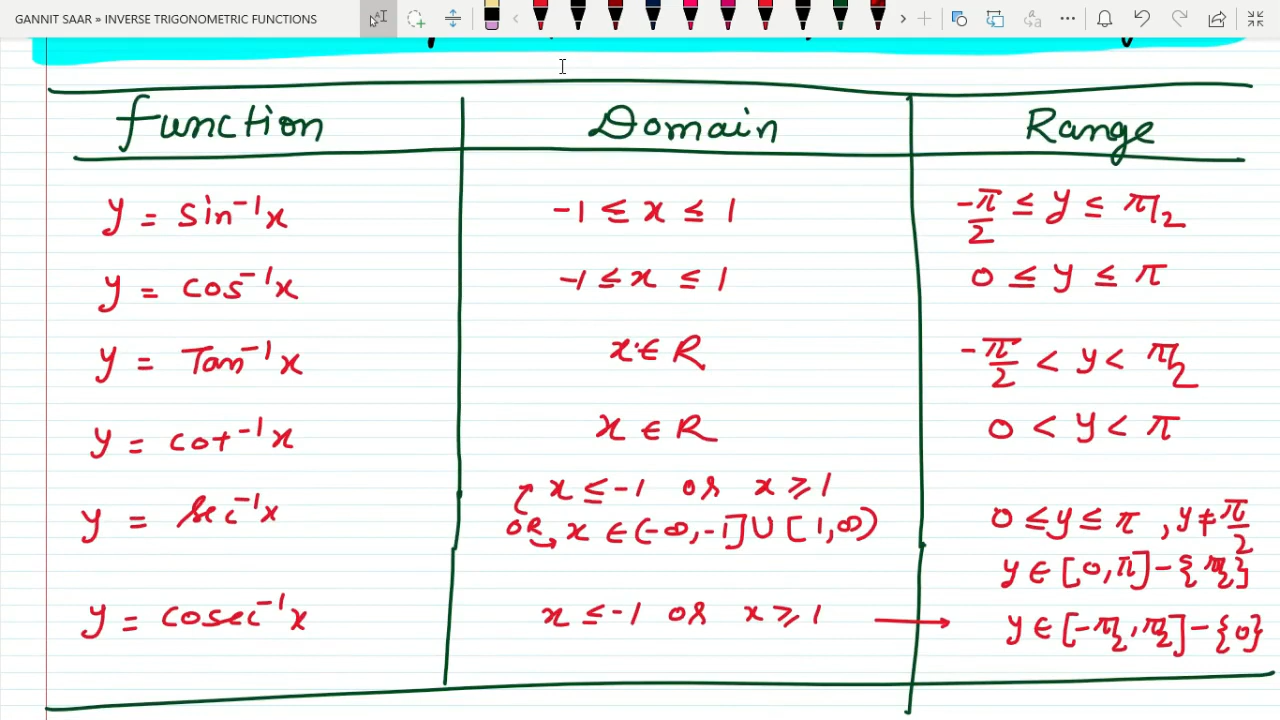 GANNIT SAAR » INVERSE TRIGONOMETRIC FUNCTIONS
function Domain Range
y = sin⁻¹x -1 ≤ x ≤ 1 -π/2 ≤ y ≤ π/2
y = cos⁻¹x -1 ≤ x ≤ 1 0 ≤ y ≤ π
y = Tan⁻¹x x ∈ R -π/2 < y < π/2
y = cot⁻¹x x ∈ R 0 < y < π
y = sec⁻¹x x ≤ -1 or x ≥ 1 0 ≤ y ≤ π , y ≠ π/2
OR x ∈ (-∞, -1] ∪ [1, ∞) y ∈ [0, π] - {π/2}
y = cosec⁻¹x x ≤ -1 or x ≥ 1 → y ∈ [-π/2, π/2] - {0}